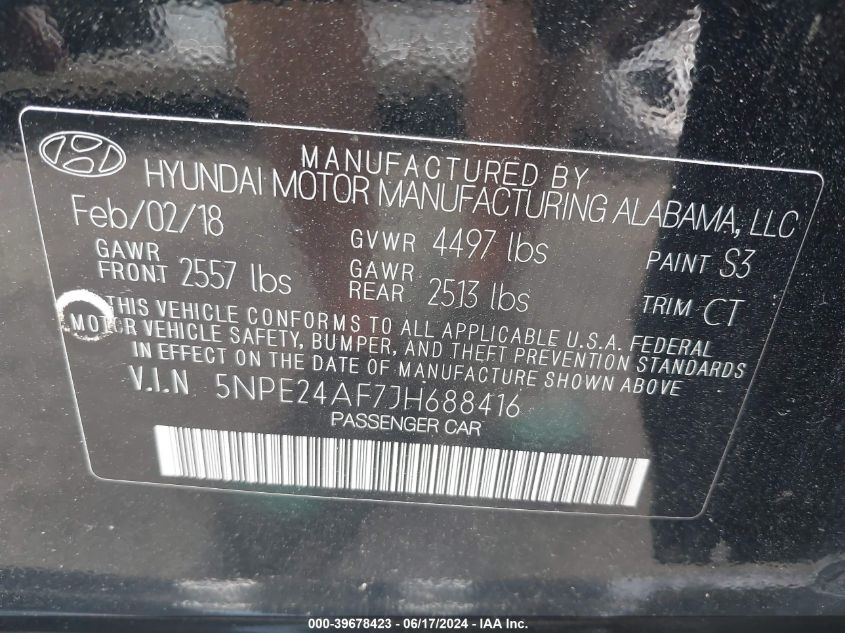 MANUFACTURED BY
HYUNDAI MOTOR MANUFACTURING ALABAMA, LLC
Feb/02/18 GVWR 4497 lbs PAINT S3
GAWR FRONT 2557 lbs GAWR REAR 2513 lbs TRIM CT
THIS VEHICLE CONFORMS TO ALL APPLICABLE U.S.A. FEDERAL
MOTOR VEHICLE SAFETY, BUMPER, AND THEFT PREVENTION STANDARDS
IN EFFECT ON THE DATE OF MANUFACTURE SHOWN ABOVE
V.I.N 5NPE24AF7JH688416
PASSENGER CAR
000-39678423 - 06/17/2024 - IAA Inc.